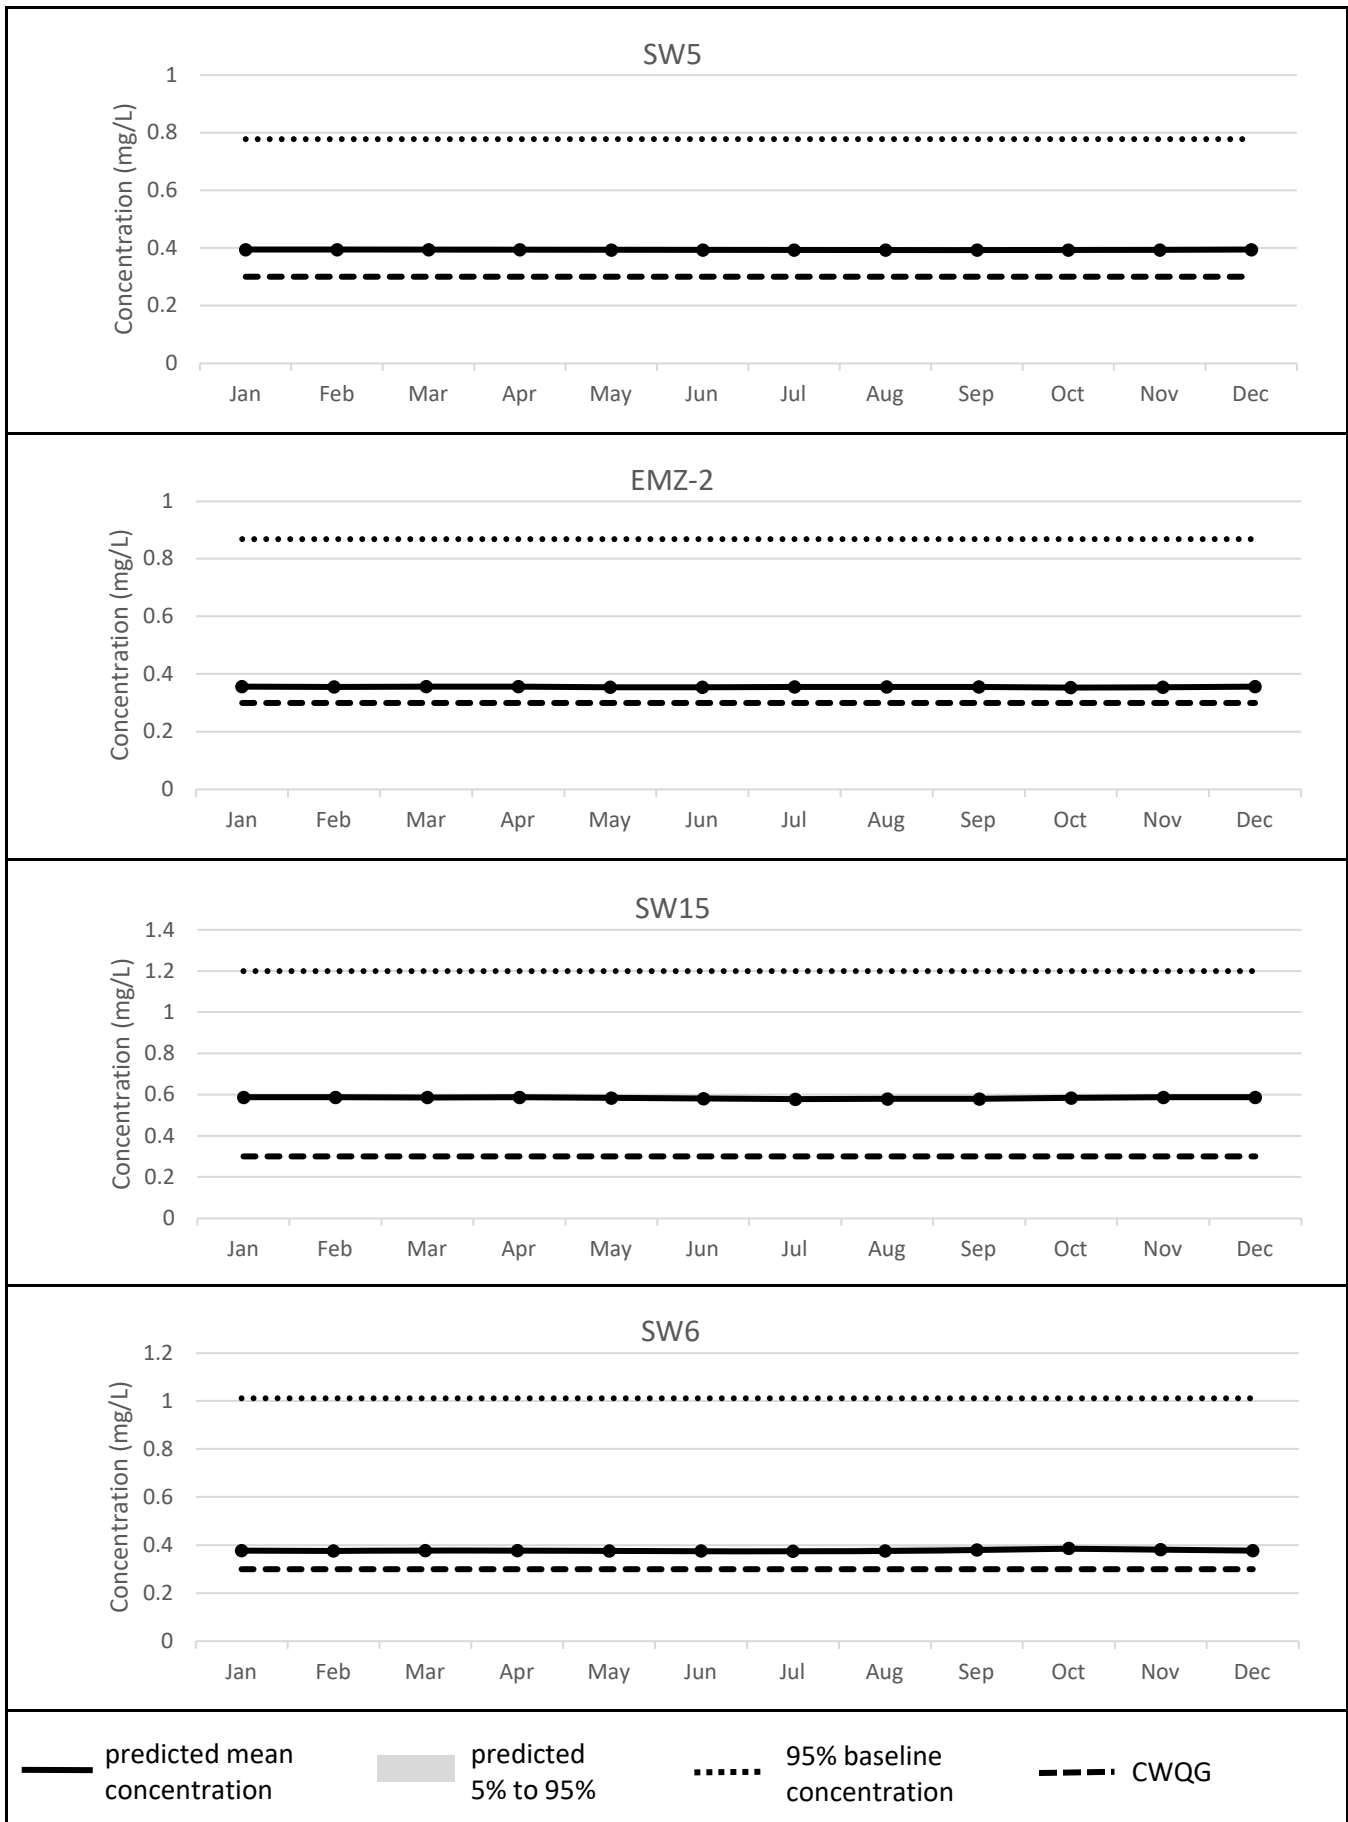 SW5
Concentration (mg/L)
1
0.8
0.6
0.4
0.2
0
Jan Feb Mar Apr May Jun Jul Aug Sep Oct Nov Dec
EMZ-2
Concentration (mg/L)
1
0.8
0.6
0.4
0.2
0
Jan Feb Mar Apr May Jun Jul Aug Sep Oct Nov Dec
SW15
Concentration (mg/L)
1.4
1.2
1
0.8
0.6
0.4
0.2
0
Jan Feb Mar Apr May Jun Jul Aug Sep Oct Nov Dec
SW6
Concentration (mg/L)
1.2
1
0.8
0.6
0.4
0.2
0
Jan Feb Mar Apr May Jun Jul Aug Sep Oct Nov Dec
predicted mean
concentration
predicted
5% to 95%
95% baseline
concentration
CWQG